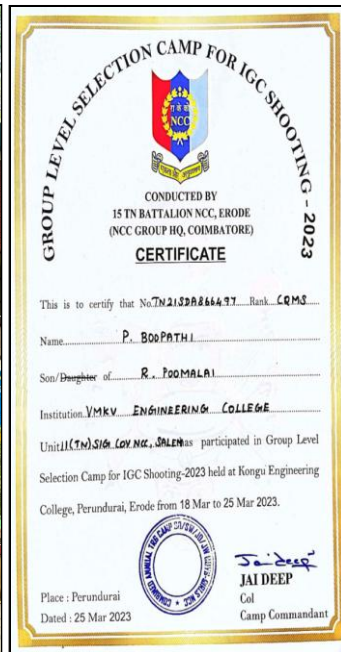 GROUP LEVEL SELECTION CAMP FOR IGC SHOOTING - 2023
NCC
CONDUCTED BY
15 TN BATTALION NCC, ERODE
(NCC GROUP HQ, COIMBATORE)
CERTIFICATE
This is to certify that No.TN21SDA866497 Rank CQMS
Name P. BOOPATHI
Son/Daughter of R. POOMALAI
Institution VMKV ENGINEERING COLLEGE
Unit 11(TN)SIG COY NCC, SALEM has participated in Group Level
Selection Camp for IGC Shooting-2023 held at Kongu Engineering
College, Perundurai, Erode from 18 Mar to 25 Mar 2023.
Jaideep
JAI DEEP
Col
Camp Commandant
Place : Perundurai
Dated : 25 Mar 2023